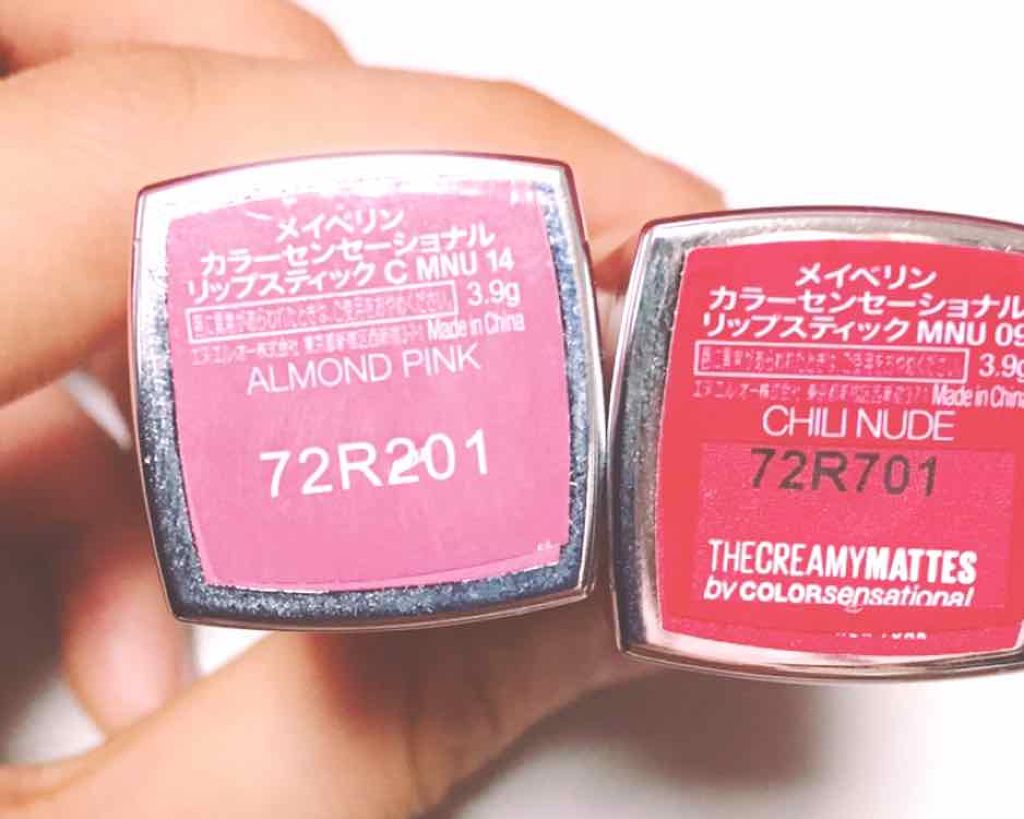 メイベリン
カラーセンセーショナル
リップスティック C MNU 14
3.9g
Made in China
ALMOND PINK
72R201
メイベリン
カラーセンセーショナル
リップスティック MNU 09
3.9g
Made in China
CHILI NUDE
72R701
THECREAMYMATTES
by COLORsensational